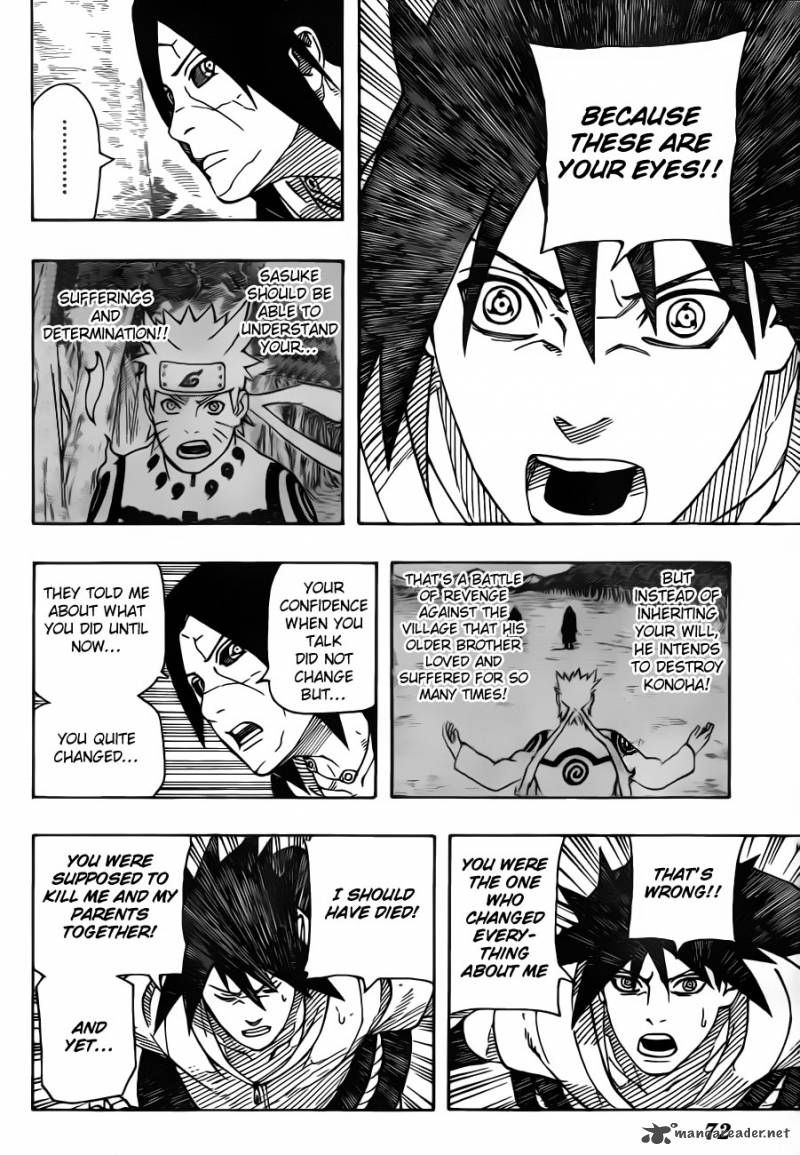 BECAUSE
THESE ARE
YOUR EYES!!
..........
SASUKE
SHOULD BE
ABLE TO
UNDERSTAND
YOUR...
SUFFERINGS
AND
DETERMINATION!!
BUT
INSTEAD OF
INHERITING
YOUR WILL,
HE INTENDS
TO DESTROY
KONOHA!
THAT'S A BATTLE
OF REVENGE
AGAINST THE
VILLAGE THAT HIS
OLDER BROTHER
LOVED AND
SUFFERED FOR SO
MANY TIMES!
YOUR
CONFIDENCE
WHEN YOU
TALK
DID NOT
CHANGE
BUT...
THEY TOLD ME
ABOUT WHAT
YOU DID UNTIL
NOW...
YOU QUITE
CHANGED...
THAT'S
WRONG!!
YOU WERE
THE ONE
WHO
CHANGED
EVERY-
THING
ABOUT ME
I SHOULD
HAVE DIED!
YOU WERE
SUPPOSED TO
KILL ME AND MY
PARENTS
TOGETHER!
AND
YET...
72
mangareader.net